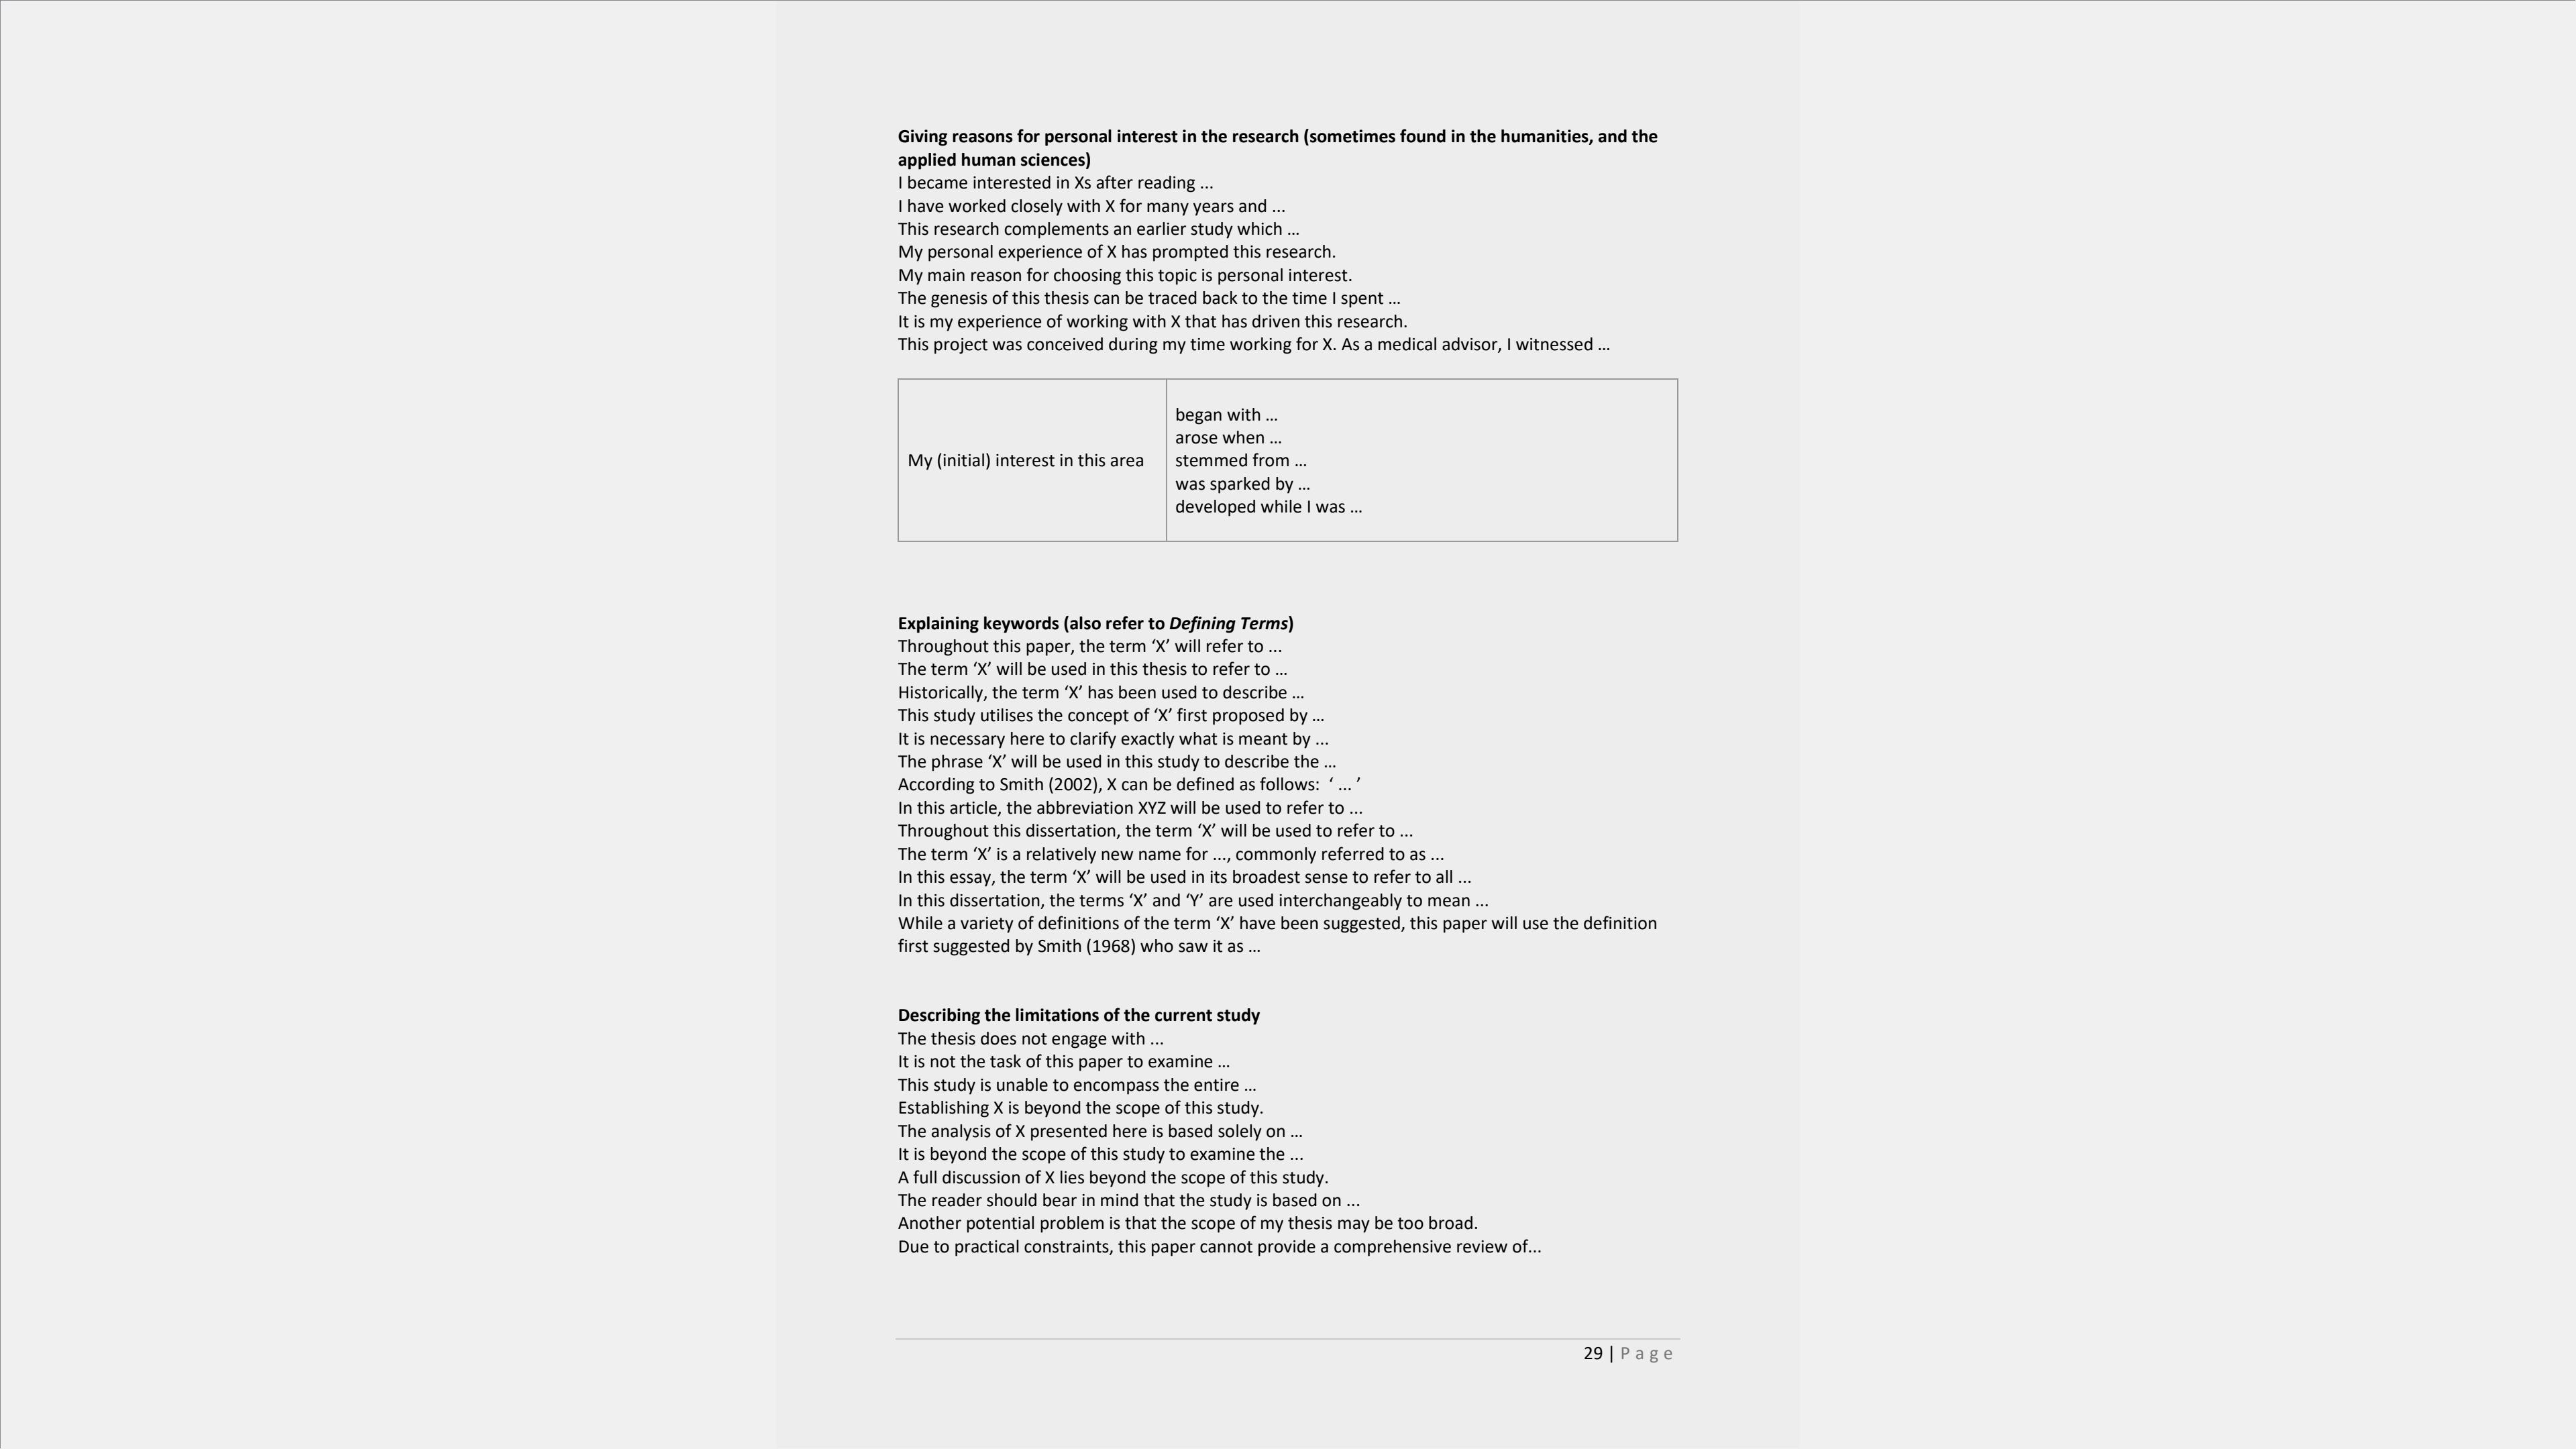 Giving reasons for personal interest in the research (sometimes found in the humanities, and the
applied human sciences)
I became interested in Xs after reading ...
I have worked closely with X for many years and ...
This research complements an earlier study which …
My personal experience of X has prompted this research.
My main reason for choosing this topic is personal interest.
The genesis of this thesis can be traced back to the time I spent …
It is my experience of working with X that has driven this research.
This project was conceived during my time working for X. As a medical advisor, I witnessed …
My (initial) interest in this area
began with …
arose when …
stemmed from …
was sparked by …
developed while I was …
Explaining keywords (also refer to Defining Terms)
Throughout this paper, the term ‘X’ will refer to ...
The term ‘X’ will be used in this thesis to refer to …
Historically, the term ‘X’ has been used to describe …
This study utilises the concept of ‘X’ first proposed by …
It is necessary here to clarify exactly what is meant by ...
The phrase ‘X’ will be used in this study to describe the …
According to Smith (2002), X can be defined as follows:  ‘ ... ’
In this article, the abbreviation XYZ will be used to refer to ...
Throughout this dissertation, the term ‘X’ will be used to refer to ...
The term ‘X’ is a relatively new name for ..., commonly referred to as ...
In this essay, the term ‘X’ will be used in its broadest sense to refer to all ...
In this dissertation, the terms ‘X’ and ‘Y’ are used interchangeably to mean ...
While a variety of definitions of the term ‘X’ have been suggested, this paper will use the definition
first suggested by Smith (1968) who saw it as …
Describing the limitations of the current study
The thesis does not engage with ...
It is not the task of this paper to examine …
This study is unable to encompass the entire …
Establishing X is beyond the scope of this study.
The analysis of X presented here is based solely on …
It is beyond the scope of this study to examine the ...
A full discussion of X lies beyond the scope of this study.
The reader should bear in mind that the study is based on ...
Another potential problem is that the scope of my thesis may be too broad.
Due to practical constraints, this paper cannot provide a comprehensive review of...
29 | Page